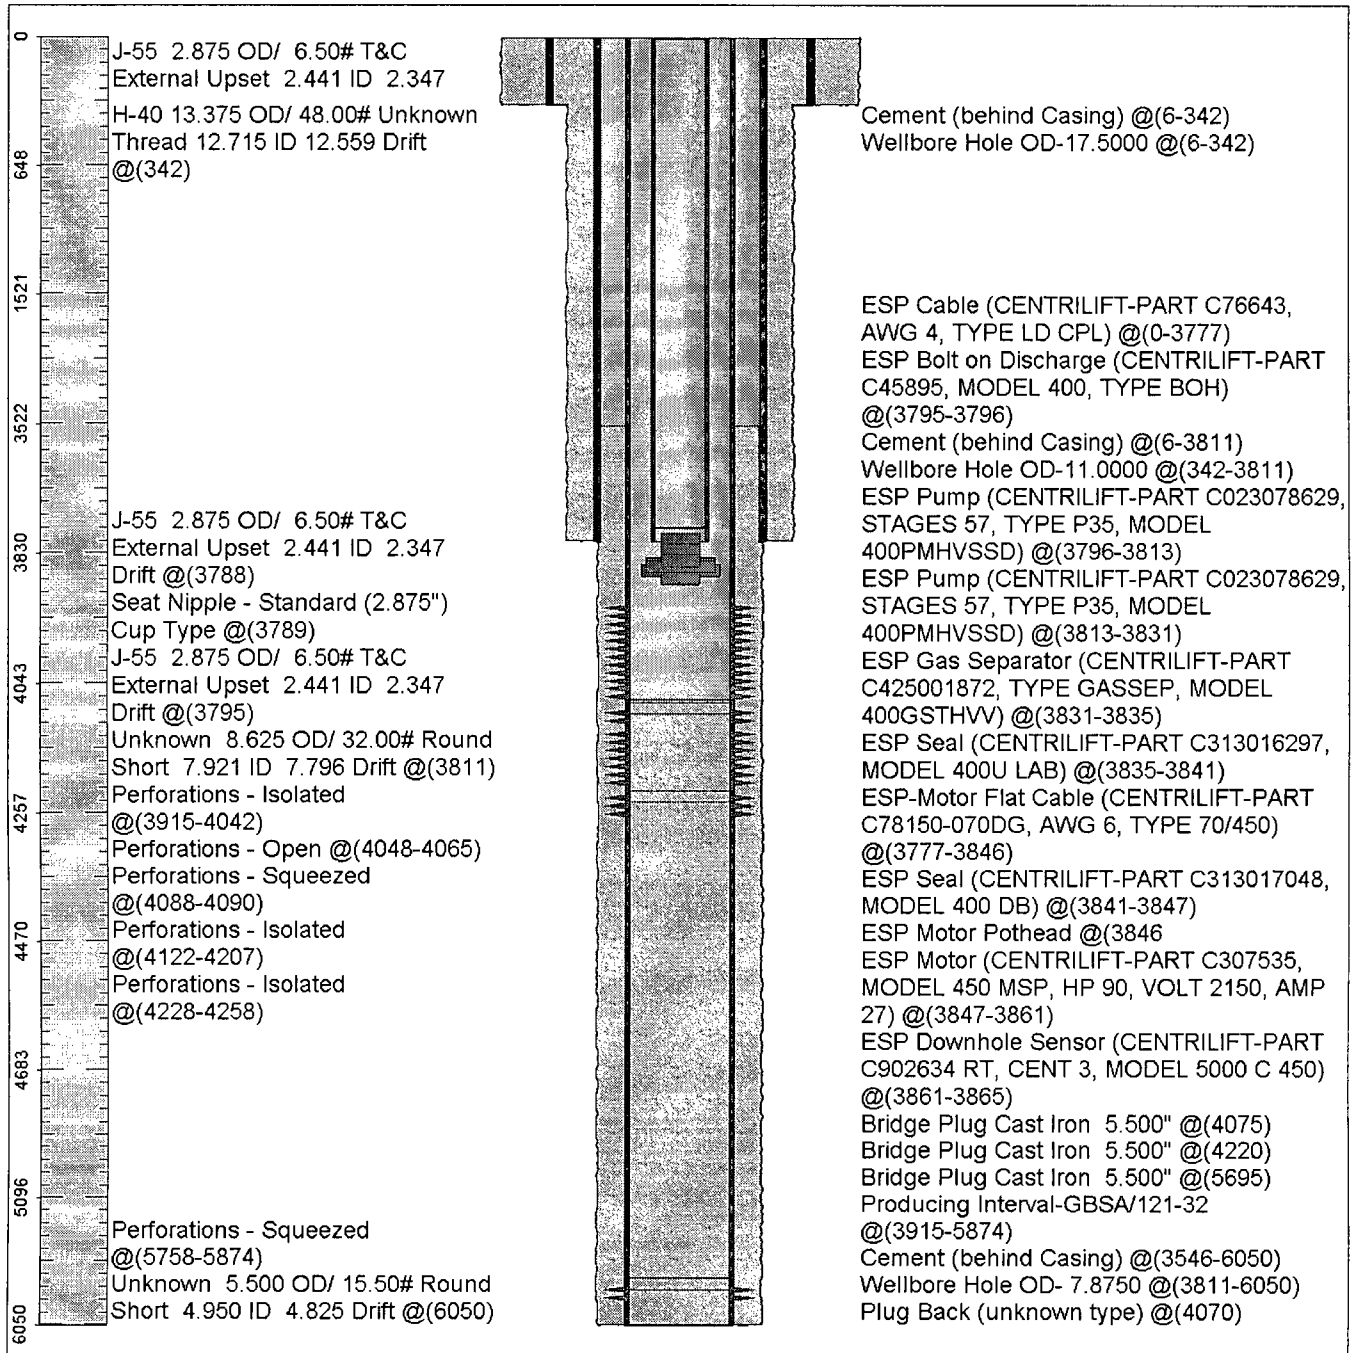 0
648
1521
3522
3830
4043
4257
4470
4683
5096
6050
J-55 2.875 OD/ 6.50# T&C
External Upset 2.441 ID 2.347
H-40 13.375 OD/ 48.00# Unknown
Thread 12.715 ID 12.559 Drift
@(342)
J-55 2.875 OD/ 6.50# T&C
External Upset 2.441 ID 2.347
Drift @(3788)
Seat Nipple - Standard (2.875")
Cup Type @(3789)
J-55 2.875 OD/ 6.50# T&C
External Upset 2.441 ID 2.347
Drift @(3795)
Unknown 8.625 OD/ 32.00# Round
Short 7.921 ID 7.796 Drift @(3811)
Perforations - Isolated
@(3915-4042)
Perforations - Open @(4048-4065)
Perforations - Squeezed
@(4088-4090)
Perforations - Isolated
@(4122-4207)
Perforations - Isolated
@(4228-4258)
Perforations - Squeezed
@(5758-5874)
Unknown 5.500 OD/ 15.50# Round
Short 4.950 ID 4.825 Drift @(6050)
Cement (behind Casing) @(6-342)
Wellbore Hole OD-17.5000 @(6-342)
ESP Cable (CENTRILIFT-PART C76643,
AWG 4, TYPE LD CPL) @(0-3777)
ESP Bolt on Discharge (CENTRILIFT-PART
C45895, MODEL 400, TYPE BOH)
@(3795-3796)
Cement (behind Casing) @(6-3811)
Wellbore Hole OD-11.0000 @(342-3811)
ESP Pump (CENTRILIFT-PART C023078629,
STAGES 57, TYPE P35, MODEL
400PMHVSSD) @(3796-3813)
ESP Pump (CENTRILIFT-PART C023078629,
STAGES 57, TYPE P35, MODEL
400PMHVSSD) @(3813-3831)
ESP Gas Separator (CENTRILIFT-PART
C425001872, TYPE GASSEP, MODEL
400GSTHVV) @(3831-3835)
ESP Seal (CENTRILIFT-PART C313016297,
MODEL 400U LAB) @(3835-3841)
ESP-Motor Flat Cable (CENTRILIFT-PART
C78150-070DG, AWG 6, TYPE 70/450)
@(3777-3846)
ESP Seal (CENTRILIFT-PART C313017048,
MODEL 400 DB) @(3841-3847)
ESP Motor Pothead @(3846
ESP Motor (CENTRILIFT-PART C307535,
MODEL 450 MSP, HP 90, VOLT 2150, AMP
27) @(3847-3861)
ESP Downhole Sensor (CENTRILIFT-PART
C902634 RT, CENT 3, MODEL 5000 C 450)
@(3861-3865)
Bridge Plug Cast Iron 5.500" @(4075)
Bridge Plug Cast Iron 5.500" @(4220)
Bridge Plug Cast Iron 5.500" @(5695)
Producing Interval-GBSA/121-32
@(3915-5874)
Cement (behind Casing) @(3546-6050)
Wellbore Hole OD- 7.8750 @(3811-6050)
Plug Back (unknown type) @(4070)